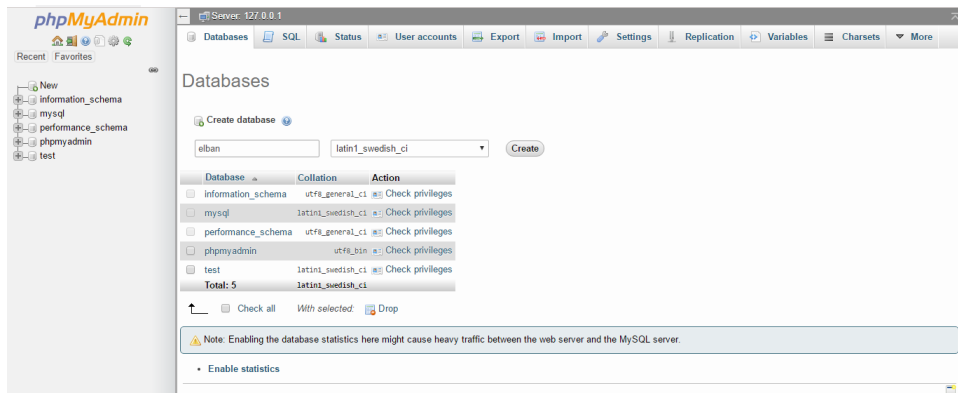 phpMyAdmin
Recent Favorites
New
information_schema
mysql
performance_schema
phpmyadmin
test
Server: 127.0.0.1
Databases SQL Status User accounts Export Import Settings Replication Variables Charsets More
Databases
Create database
elban latin1_swedish_ci Create
Database Collation Action
information_schema utf8_general_ci Check privileges
mysql latin1_swedish_ci Check privileges
performance_schema utf8_general_ci Check privileges
phpmyadmin utf8_bin Check privileges
test latin1_swedish_ci Check privileges
Total: 5 latin1_swedish_ci
Check all With selected: Drop
Note: Enabling the database statistics here might cause heavy traffic between the web server and the MySQL server.
Enable statistics